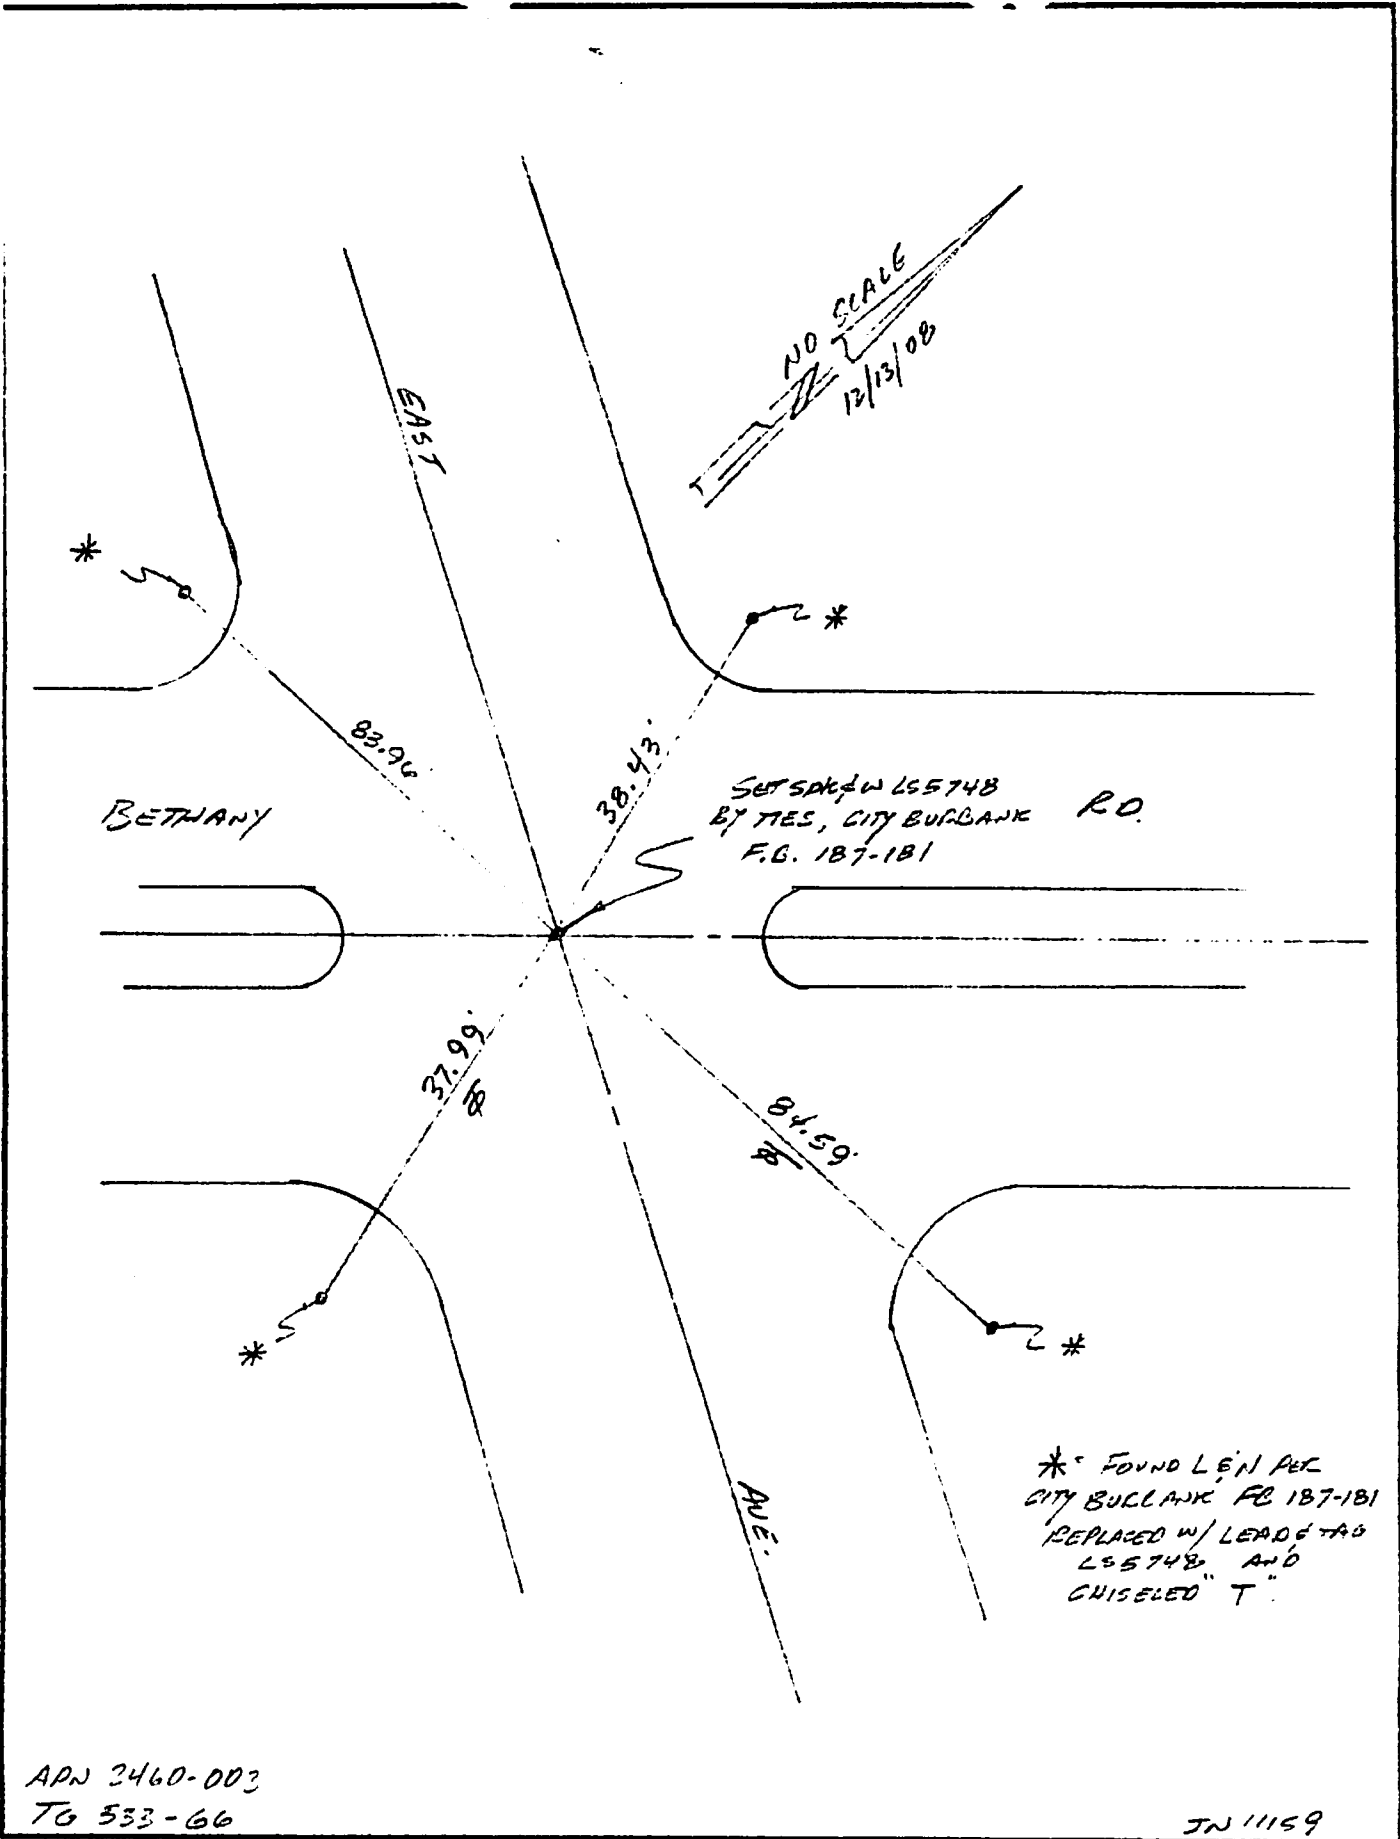 NO SCALE
12/13/08
EAST
*
*
83.96'
38.43'
BETHANY
SET SPK & W LS5748
BY TIES, CITY BURBANK
F.B. 187-181
RD.
37.99'
84.59'
*
*
AVE.
* = FOUND L & N PER
CITY BURBANK FB 187-181
REPLACED W/ LEAD & TAG
LS5748 AND
CHISELED "T".
APN 2460-003
TG 533-G6
JN 11159